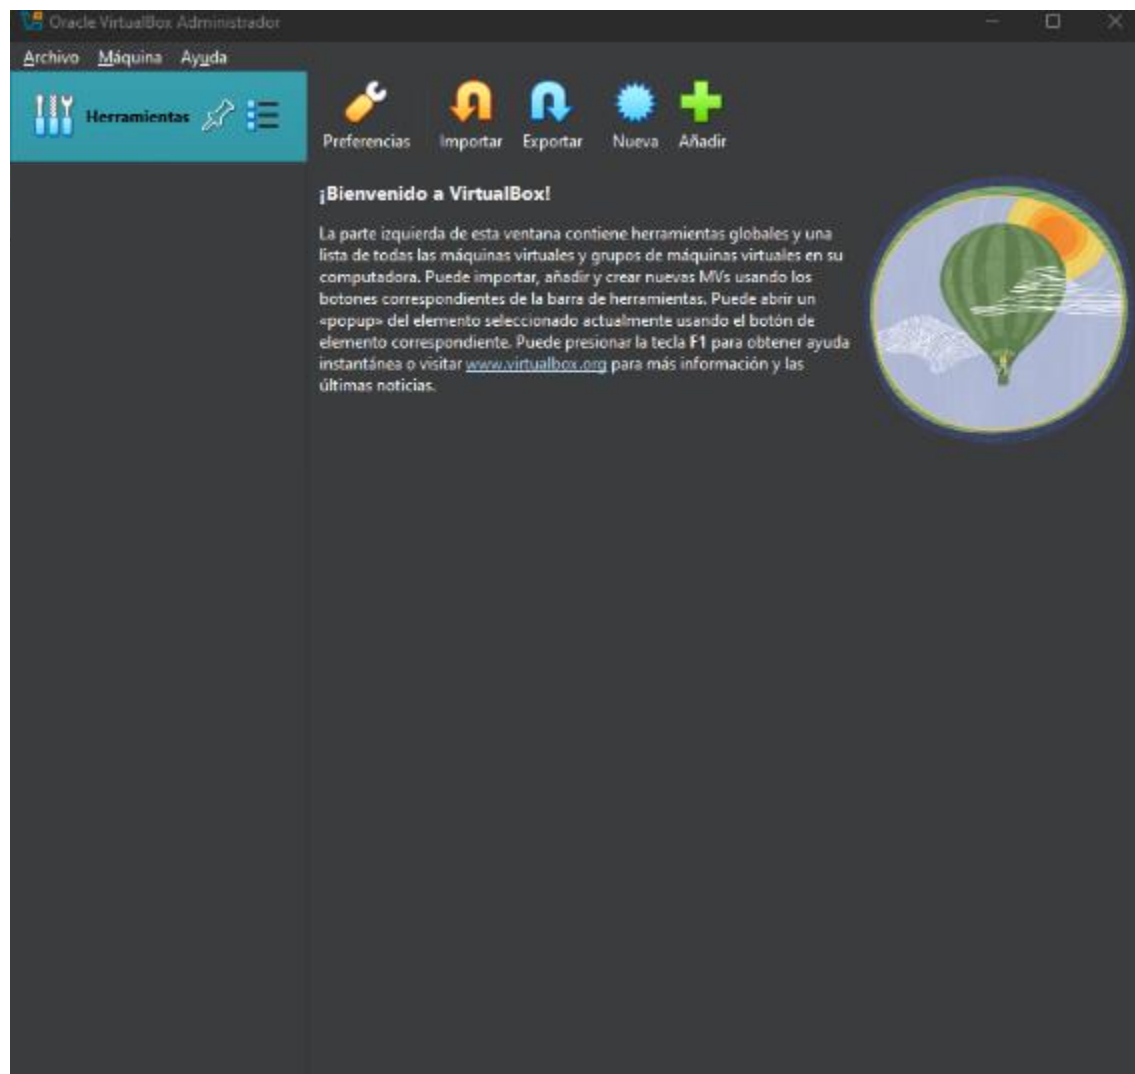 Oracle VirtualBox Administrador
Archivo Máquina Ayuda
Herramientas
Preferencias Importar Exportar Nueva Añadir
¡Bienvenido a VirtualBox!
La parte izquierda de esta ventana contiene herramientas globales y una
lista de todas las máquinas virtuales y grupos de máquinas virtuales en su
computadora. Puede importar, añadir y crear nuevas MVs usando los
botones correspondientes de la barra de herramientas. Puede abrir un
«popup» del elemento seleccionado actualmente usando el botón de
elemento correspondiente. Puede presionar la tecla F1 para obtener ayuda
instantánea o visitar www.virtualbox.org para más información y las
últimas noticias.